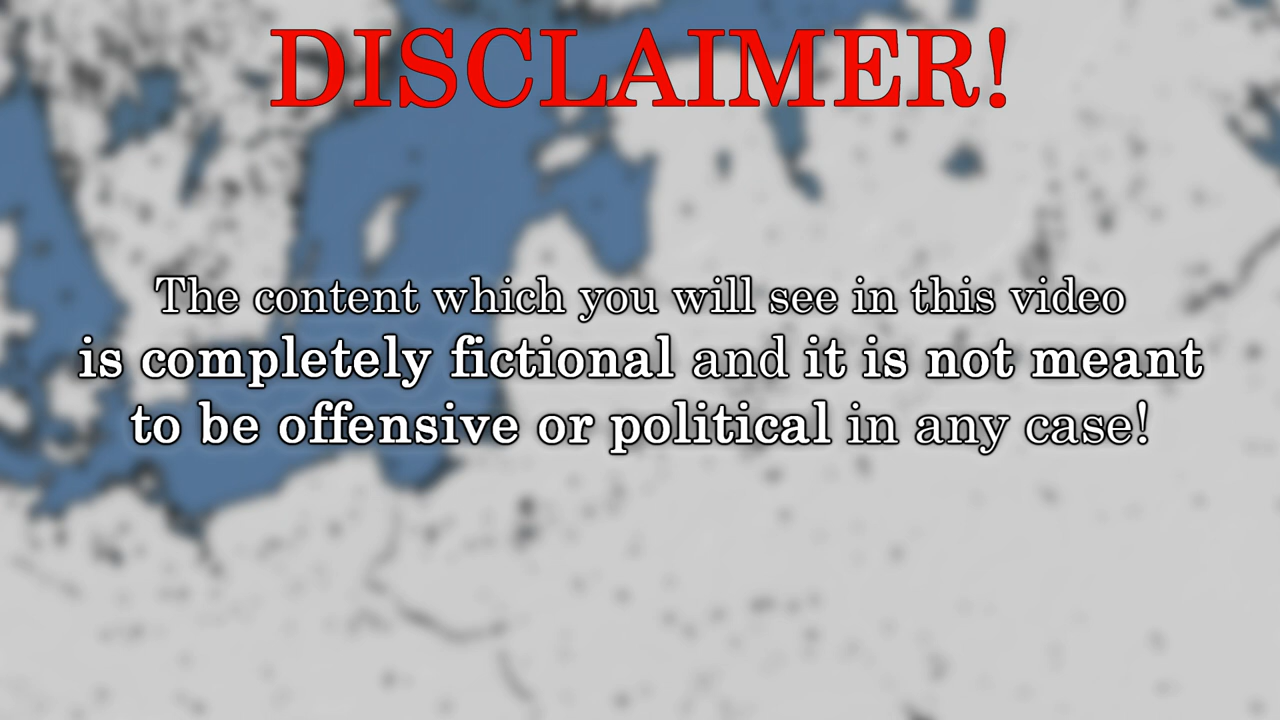 DISCLAIMER!
The content which you will see in this video
is completely fictional and it is not meant
to be offensive or political in any case!